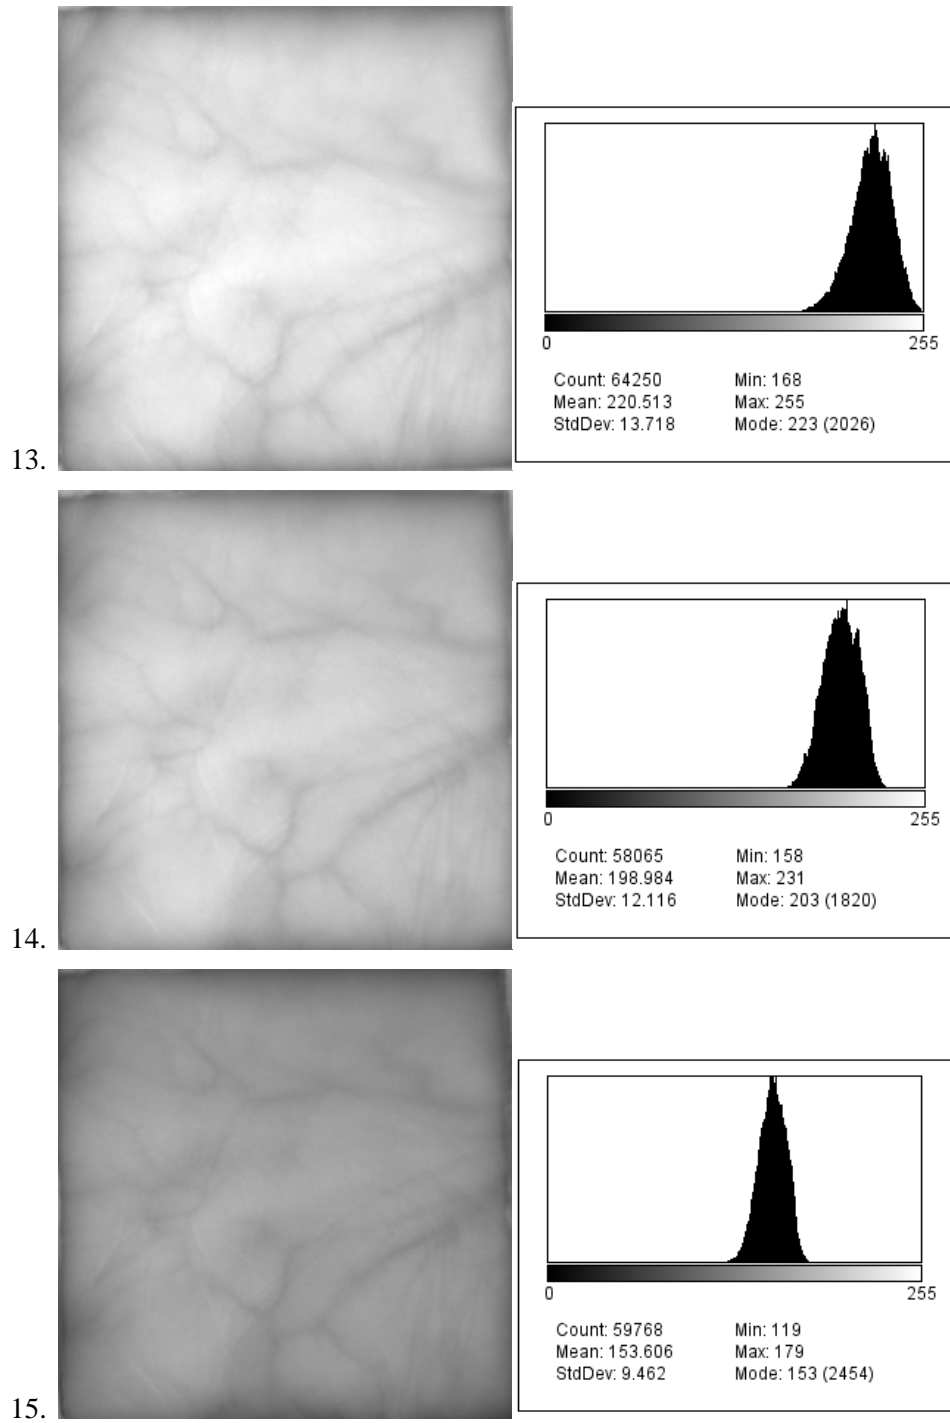 0 255
Count: 64250 Min: 168
Mean: 220.513 Max: 255
StdDev: 13.718 Mode: 223 (2026)
13.
0 255
Count: 58065 Min: 158
Mean: 198.984 Max: 231
StdDev: 12.116 Mode: 203 (1820)
14.
0 255
Count: 59768 Min: 119
Mean: 153.606 Max: 179
StdDev: 9.462 Mode: 153 (2454)
15.